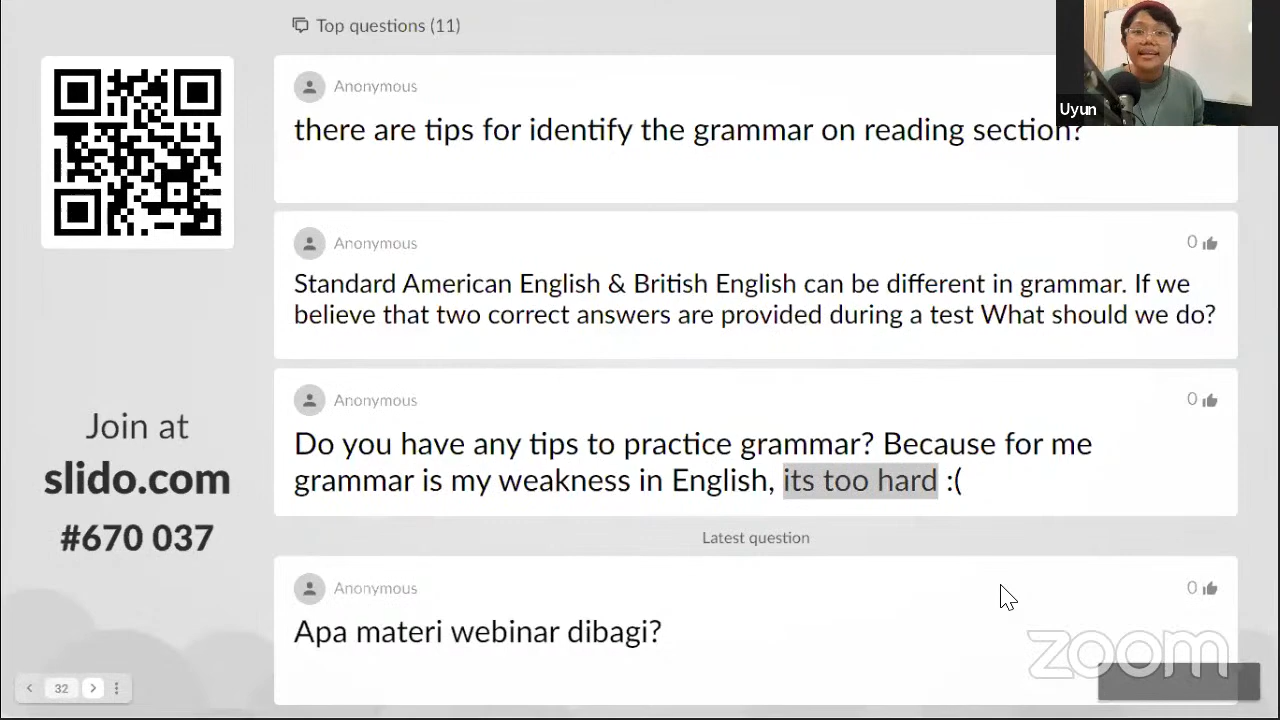 Top questions (11)
Anonymous
there are tips for identify the grammar on reading section?
Uyun
Anonymous
0
Standard American English & British English can be different in grammar. If we
believe that two correct answers are provided during a test What should we do?
Anonymous
0
Do you have any tips to practice grammar? Because for me
grammar is my weakness in English, its too hard :(
Join at
slido.com
#670 037
Latest question
Anonymous
0
Apa materi webinar dibagi?
zoom
32